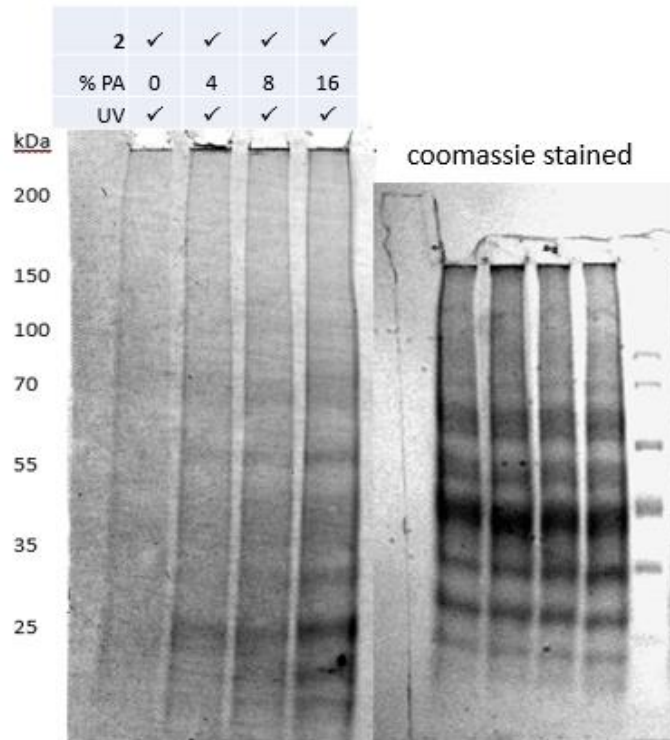 2 ✓ ✓ ✓ ✓
% PA 0 4 8 16
UV ✓ ✓ ✓ ✓
kDa
coomassie stained
200
150
100
70
55
35
25